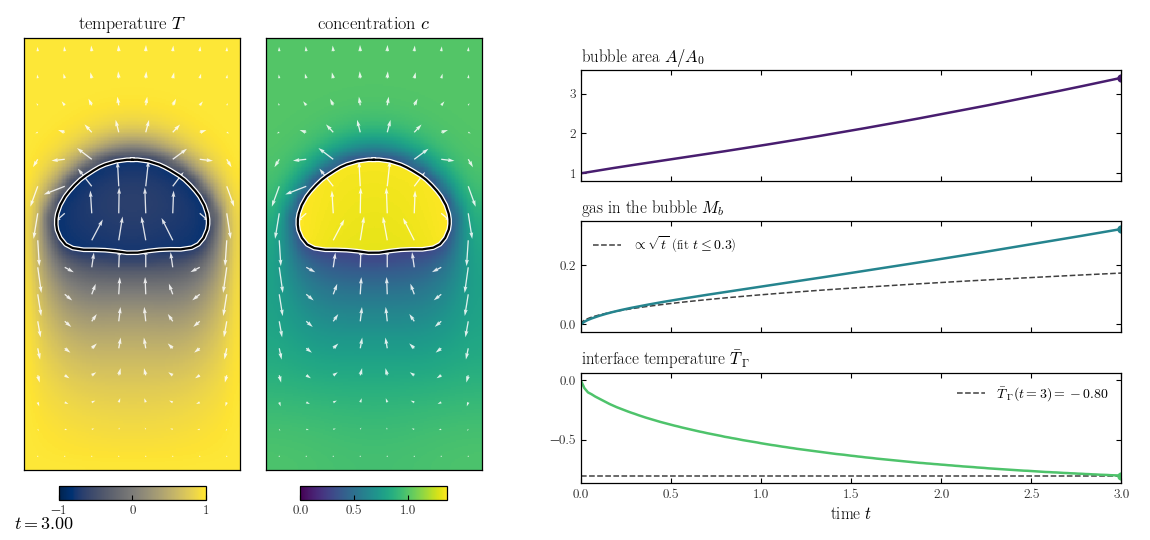 temperature T
concentration c
−1 0 1
0.0 0.5 1.0
t = 3.00
bubble area A/A₀
3
2
1
gas in the bubble M_b
∝ √t (fit t ≤ 0.3)
0.2
0.0
interface temperature T̄_Γ
0.0
T̄_Γ(t = 3) = −0.80
−0.5
0.0 0.5 1.0 1.5 2.0 2.5 3.0
time t